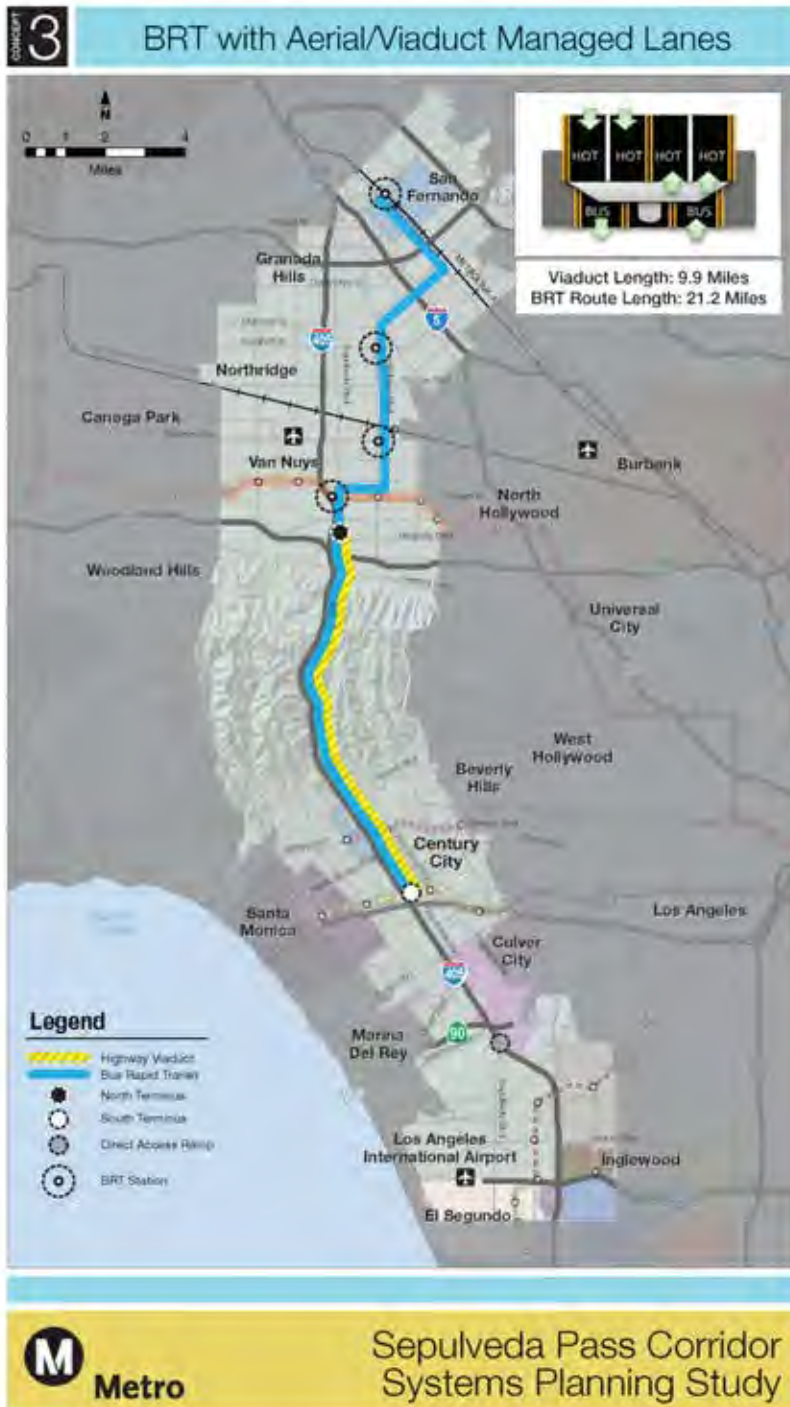 CONCEPT
3
BRT with Aerial/Viaduct Managed Lanes
N
0 1 2 4
Miles
HOT HOT HOT HOT
BUS BUS
Viaduct Length: 9.9 Miles
BRT Route Length: 21.2 Miles
San
Fernando
Granada
Hills
5
405
Northridge
Canoga Park
Van Nuys
Burbank
North
Hollywood
Woodland Hills
Universal
City
West
Hollywood
Beverly
Hills
Century
City
Santa
Monica
Los Angeles
Culver
City
405
Legend
Highway Viaduct
Bus Rapid Transit
North Terminus
South Terminus
Direct Access Ramp
BRT Station
Marina
Del Rey
90
Los Angeles
International Airport
Inglewood
El Segundo
M
Metro
Sepulveda Pass Corridor
Systems Planning Study